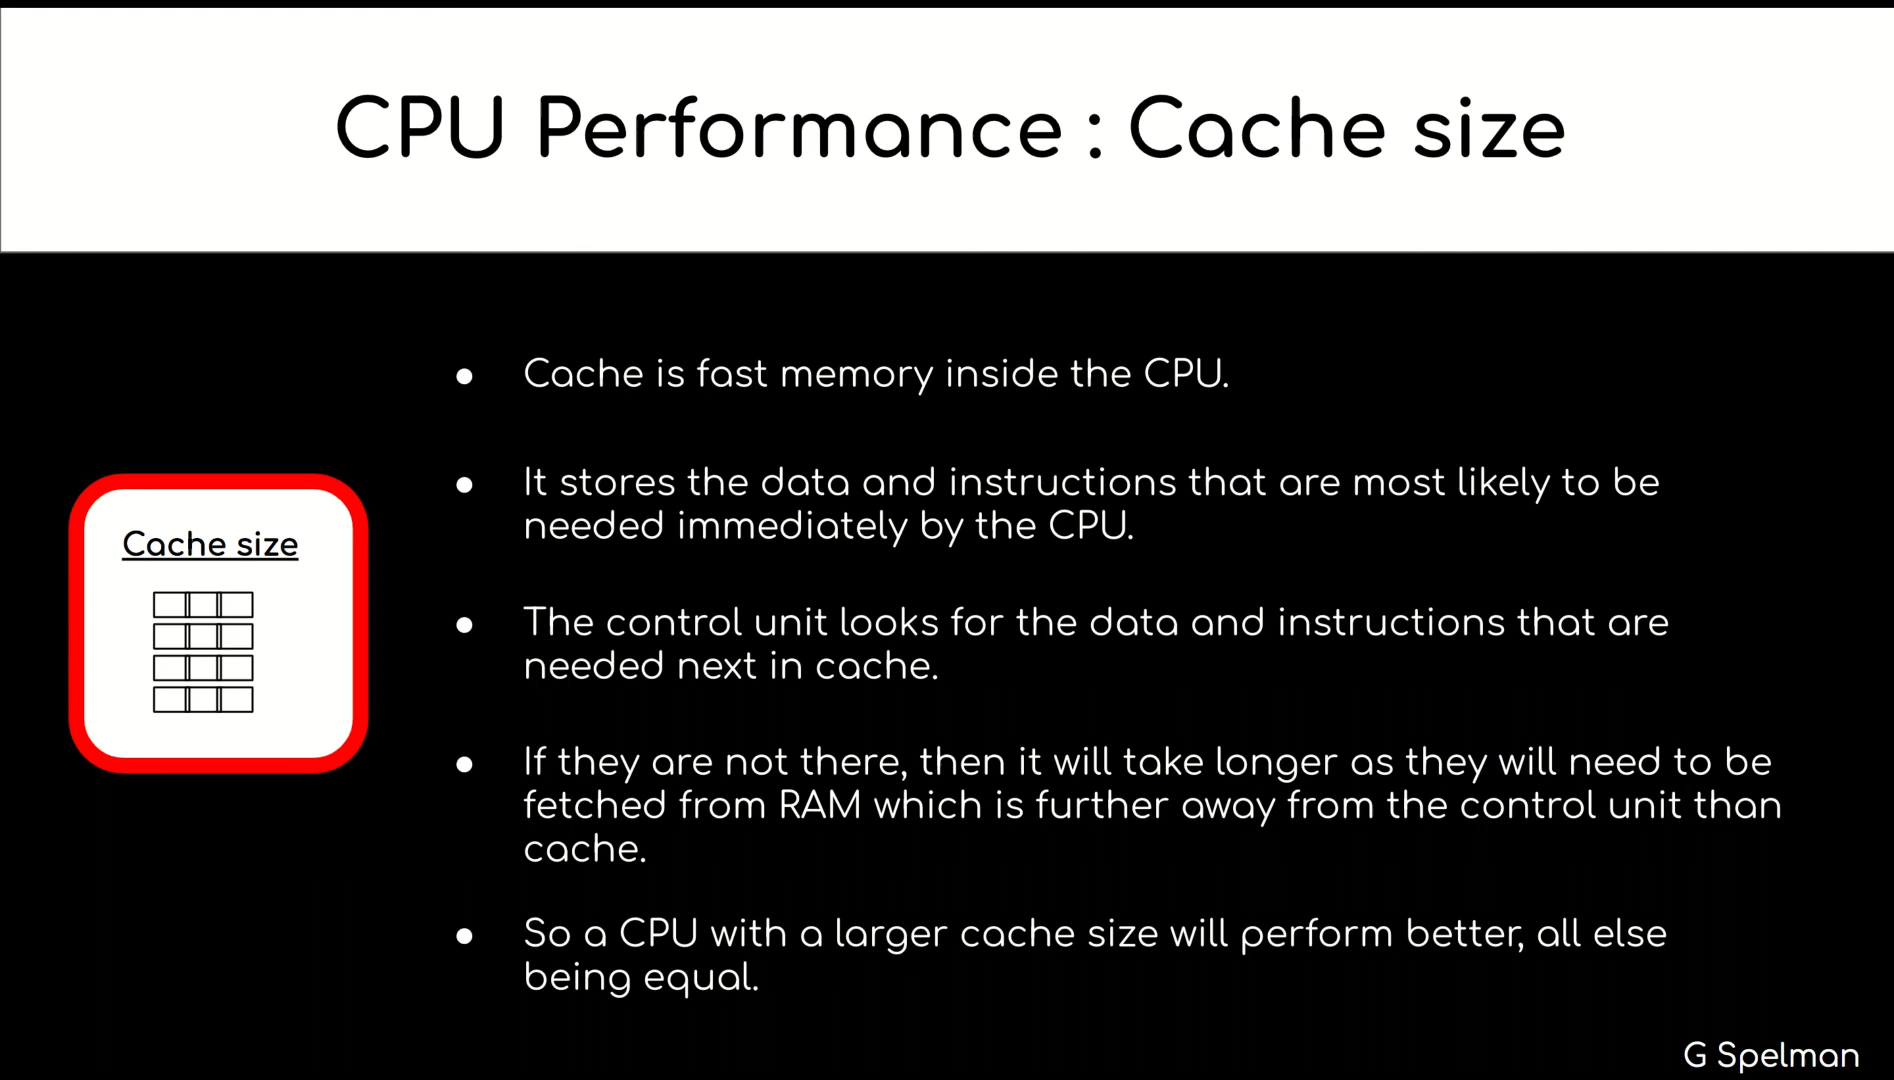 CPU Performance : Cache size
Cache size
● Cache is fast memory inside the CPU.
● It stores the data and instructions that are most likely to be
needed immediately by the CPU.
● The control unit looks for the data and instructions that are
needed next in cache.
● If they are not there, then it will take longer as they will need to be
fetched from RAM which is further away from the control unit than
cache.
● So a CPU with a larger cache size will perform better, all else
being equal.
G Spelman